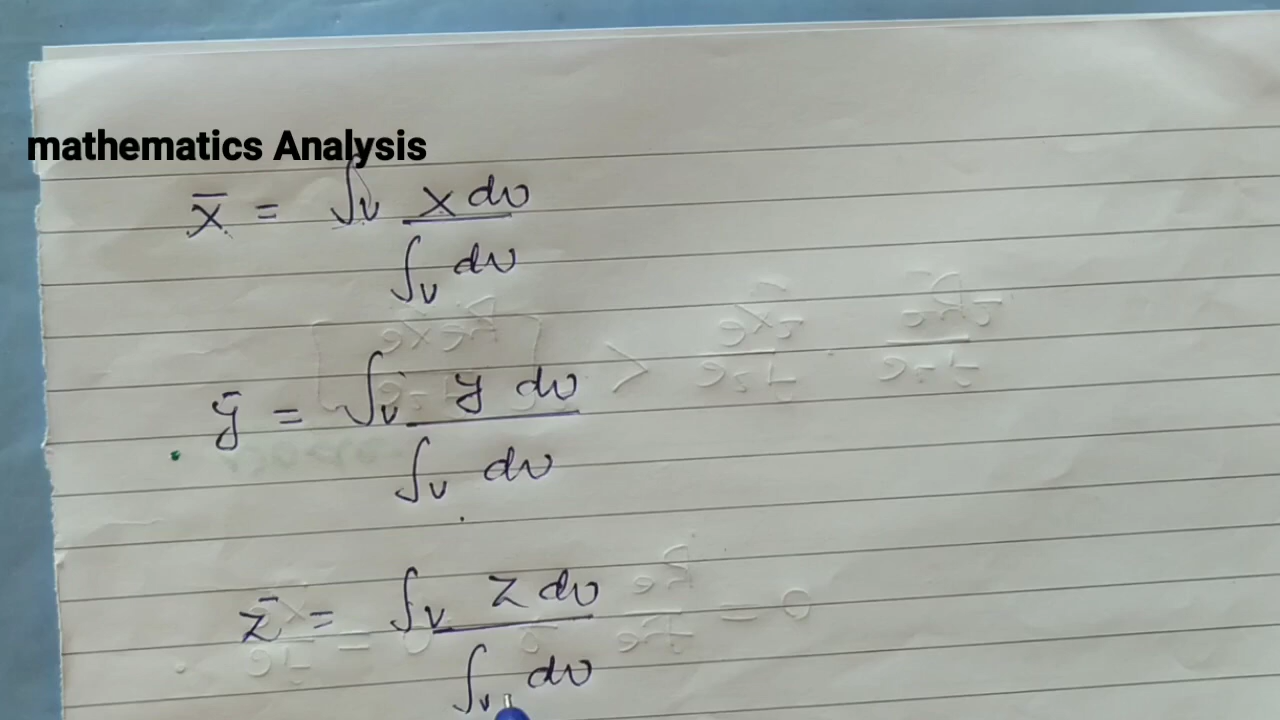 mathematics Analysis
x̄ = ∫v x dv
∫v dv
ȳ = ∫v y dv
∫v dv
z̄ = ∫v z dv
∫v dv